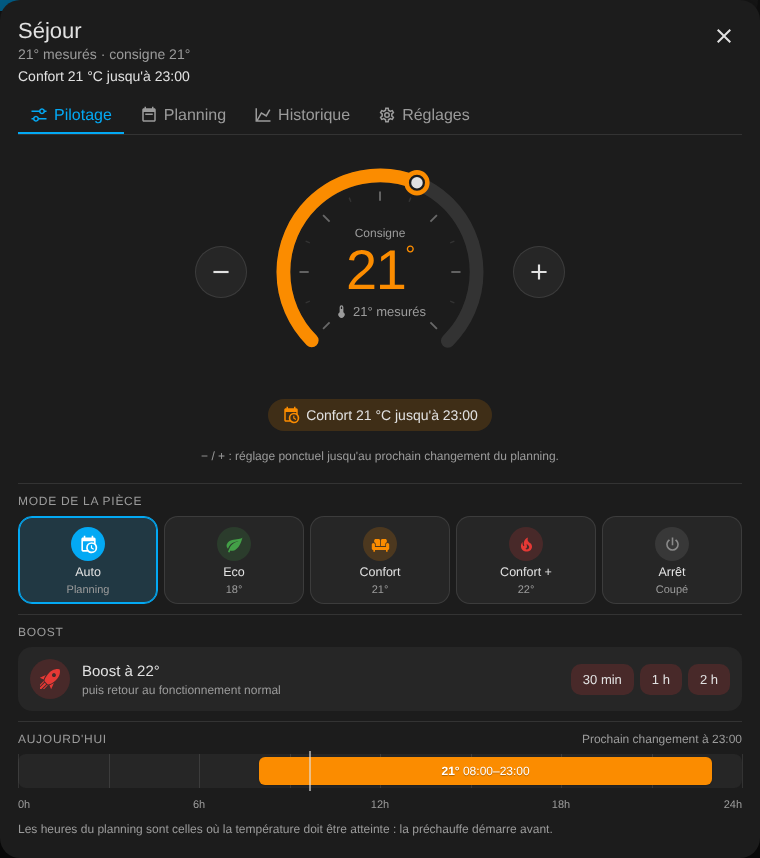 Séjour
21° mesurés · consigne 21°
Confort 21 °C jusqu'à 23:00
Pilotage Planning Historique Réglages
Consigne
21°
21° mesurés
Confort 21 °C jusqu'à 23:00
− / + : réglage ponctuel jusqu'au prochain changement du planning.
MODE DE LA PIÈCE
Auto Eco Confort Confort + Arrêt
Planning 18° 21° 22° Coupé
BOOST
Boost à 22°
puis retour au fonctionnement normal
30 min 1 h 2 h
AUJOURD'HUI Prochain changement à 23:00
21° 08:00–23:00
0h 6h 12h 18h 24h
Les heures du planning sont celles où la température doit être atteinte : la préchauffe démarre avant.